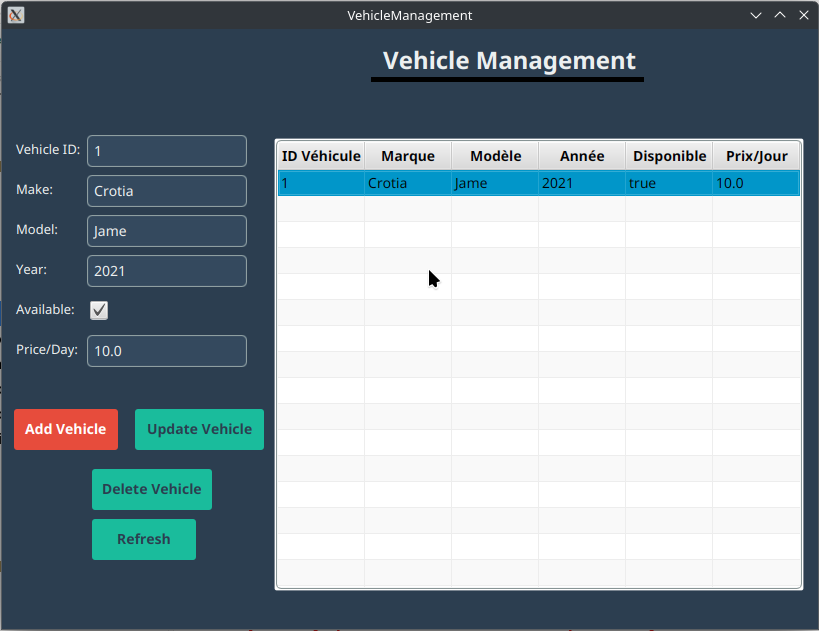 VehicleManagement
Vehicle Management
Vehicle ID: 1
Make: Crotia
Model: Jame
Year: 2021
Available:
Price/Day: 10.0
Add Vehicle Update Vehicle
Delete Vehicle
Refresh
ID Véhicule Marque Modèle Année Disponible Prix/Jour
1 Crotia Jame 2021 true 10.0